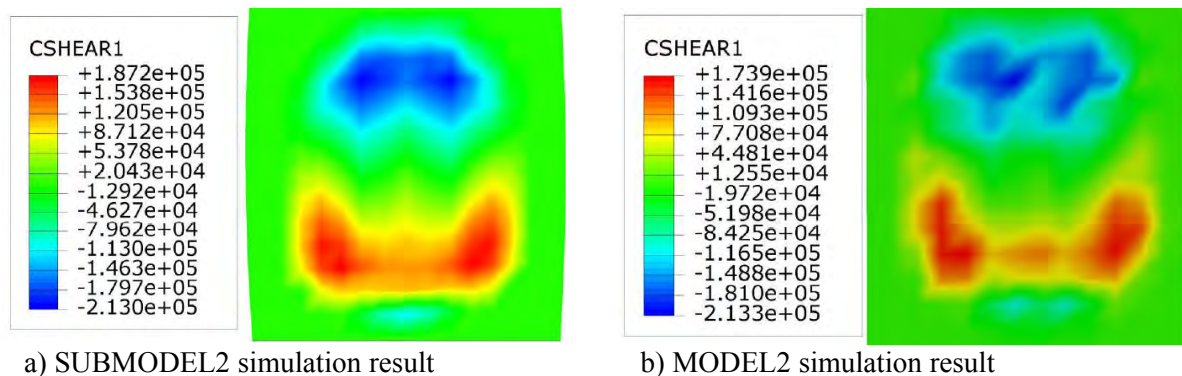 CSHEAR1
+1.872e+05
+1.538e+05
+1.205e+05
+8.712e+04
+5.378e+04
+2.043e+04
-1.292e+04
-4.627e+04
-7.962e+04
-1.130e+05
-1.463e+05
-1.797e+05
-2.130e+05
a) SUBMODEL2 simulation result
CSHEAR1
+1.739e+05
+1.416e+05
+1.093e+05
+7.708e+04
+4.481e+04
+1.255e+04
-1.972e+04
-5.198e+04
-8.425e+04
-1.165e+05
-1.488e+05
-1.810e+05
-2.133e+05
b) MODEL2 simulation result